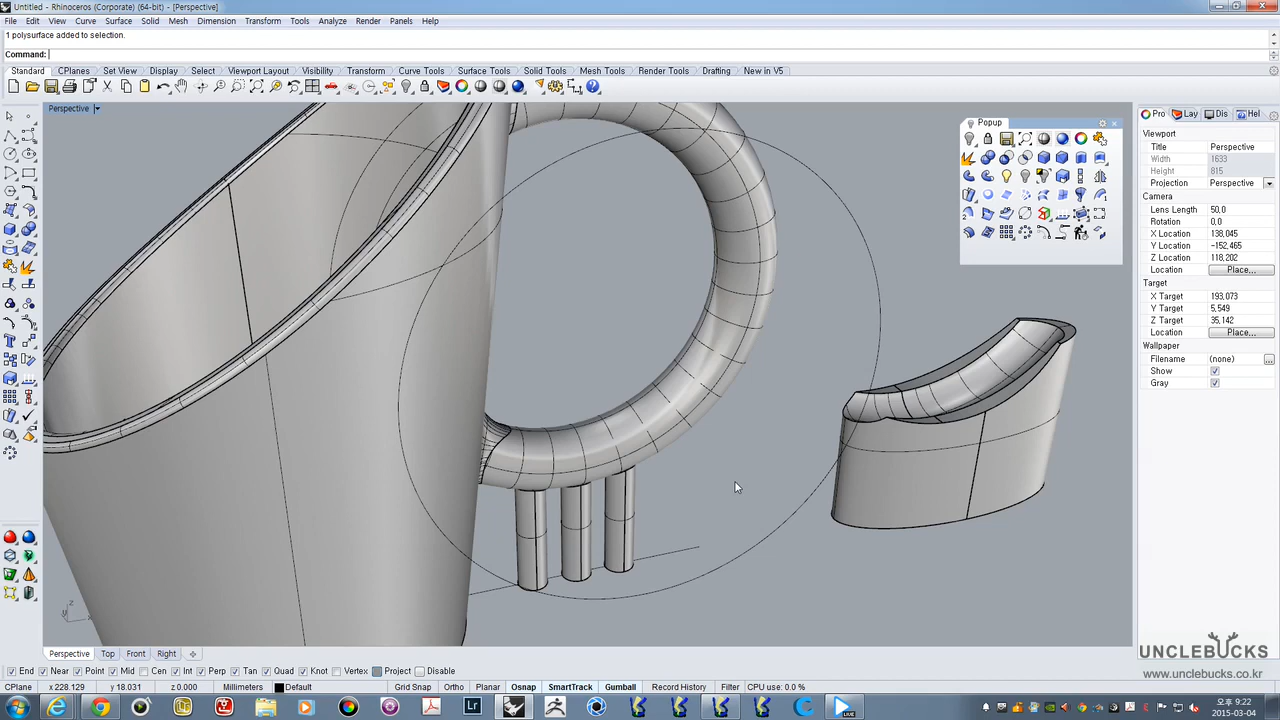 Untitled - Rhinoceros (Corporate) (64-bit) - [Perspective]
File Edit View Curve Surface Solid Mesh Dimension Transform Tools Analyze Render Panels Help
1 polysurface added to selection.
Command:
Standard CPlanes Set View Display Select Viewport Layout Visibility Transform Curve Tools Surface Tools Solid Tools Mesh Tools Render Tools Drafting New in V5
Perspective
Popup
Pro Lay Dis Hel
Viewport
Title Perspective
Width 1633
Height 815
Projection Perspective
Camera
Lens Length 50,0
Rotation 0,0
X Location 138,045
Y Location -152,465
Z Location 118,202
Location Place...
Target
X Target 193,073
Y Target 5,549
Z Target 35,142
Location Place...
Wallpaper
Filename (none) ...
Show
Gray
z
y
x
Perspective Top Front Right
UNCLEBUCKS
www.unclebucks.co.kr
End Near Point Mid Cen Int Perp Tan Quad Knot Vertex Project Disable
CPlane x 228.129 y 18.031 z 0.000 Millimeters Default Grid Snap Ortho Planar Osnap SmartTrack Gumball Record History Filter CPU use: 0.0 %
Lr
LIVE
오후 9:22
2015-03-04